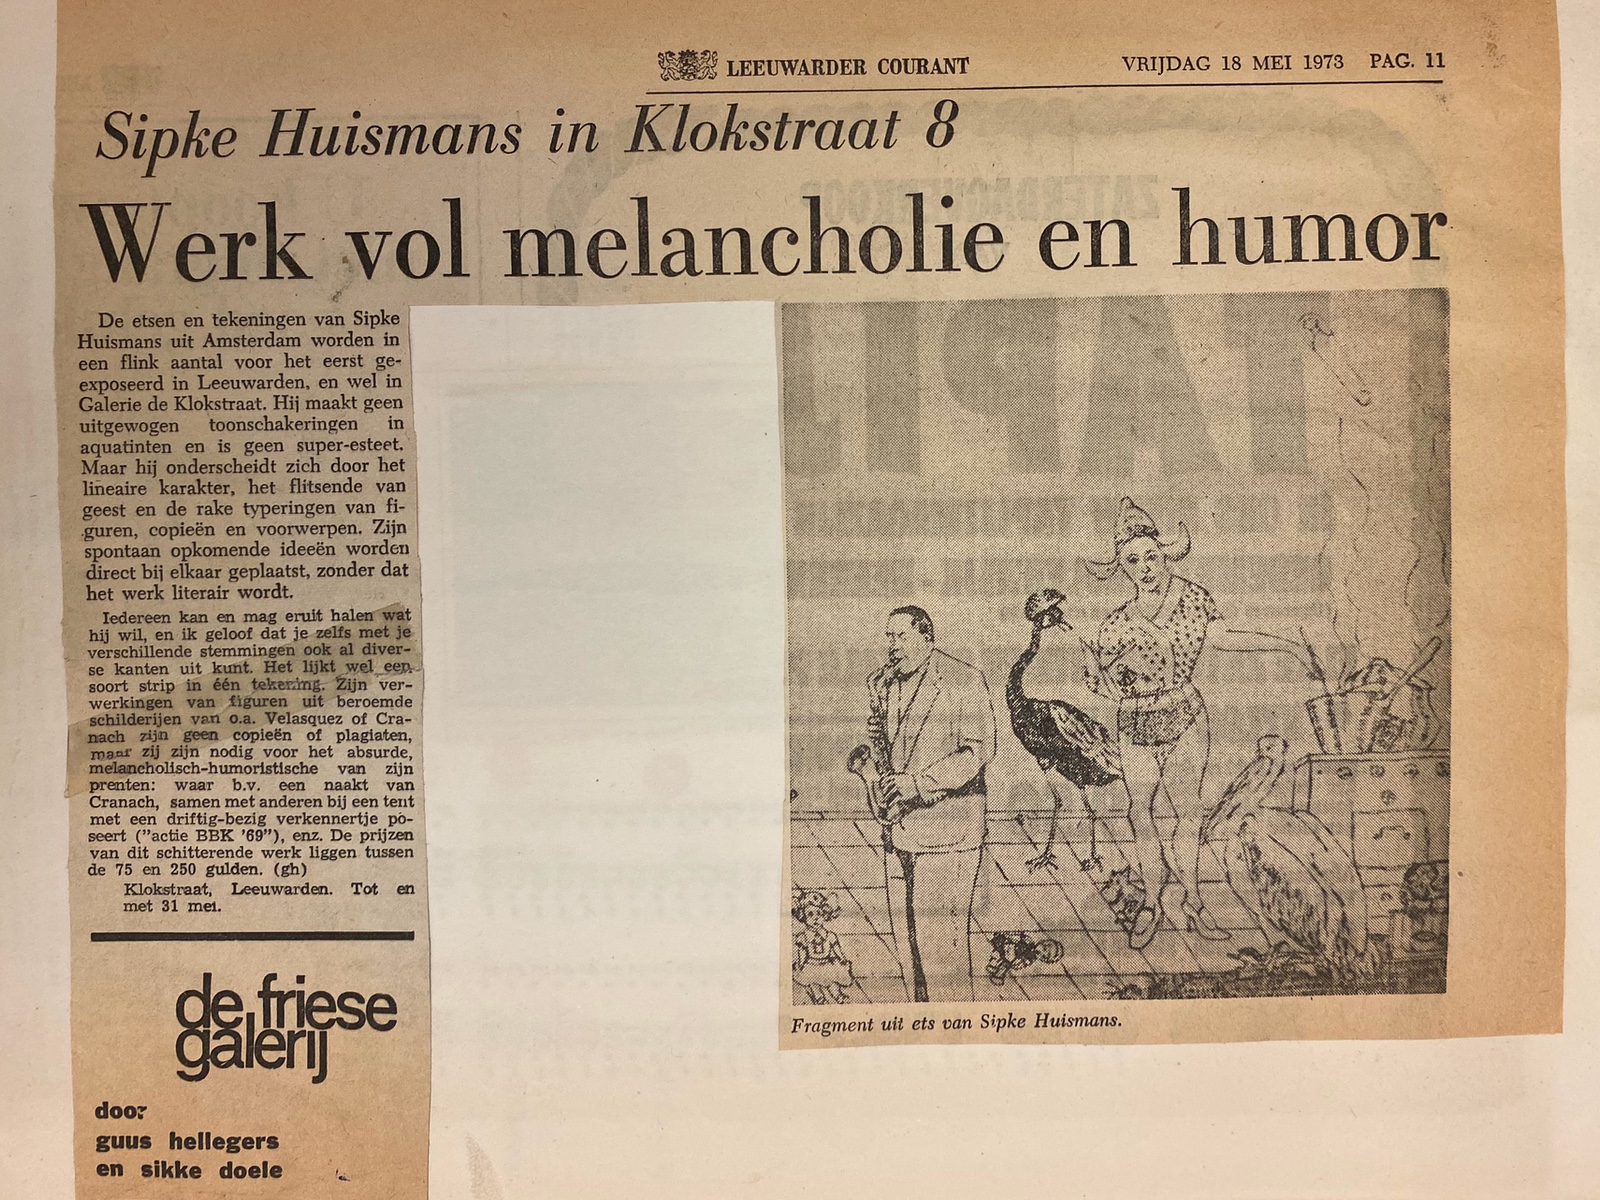 LEEUWARDER COURANT
VRIJDAG 18 MEI 1973 PAG. 11
Sipke Huismans in Klokstraat 8
Werk vol melancholie en humor
De etsen en tekeningen van Sipke
Huismans uit Amsterdam worden in
een flink aantal voor het eerst ge-
exposeerd in Leeuwarden, en wel in
Galerie de Klokstraat. Hij maakt geen
uitgewogen toonschakeringen in
aquatinten en is geen super-esteet.
Maar hij onderscheidt zich door het
lineaire karakter, het flitsende van
geest en de rake typeringen van fi-
guren, copieën en voorwerpen. Zijn
spontaan opkomende ideeën worden
direct bij elkaar geplaatst, zonder dat
het werk literair wordt.
Iedereen kan en mag eruit halen wat
hij wil, en ik geloof dat je zelfs met je
verschillende stemmingen ook al diver-
se kanten uit kunt. Het lijkt wel een
soort strip in één tekening. Zijn ver-
werkingen van figuren uit beroemde
schilderijen van o.a. Velasquez of Cra-
nach zijn geen copieën of plagiaten,
maar zij zijn nodig voor het absurde,
melancholisch-humoristische van zijn
prenten: waar b.v. een naakt van
Cranach, samen met anderen bij een tent
met een driftig-bezig verkennertje po-
seert ("actie BBK '69"), enz. De prijzen
van dit schitterende werk liggen tussen
de 75 en 250 gulden. (gh)
Klokstraat, Leeuwarden. Tot en
met 31 mei.
de friese
galerij
door
guus hellegers
en sikke doele
Fragment uit ets van Sipke Huismans.